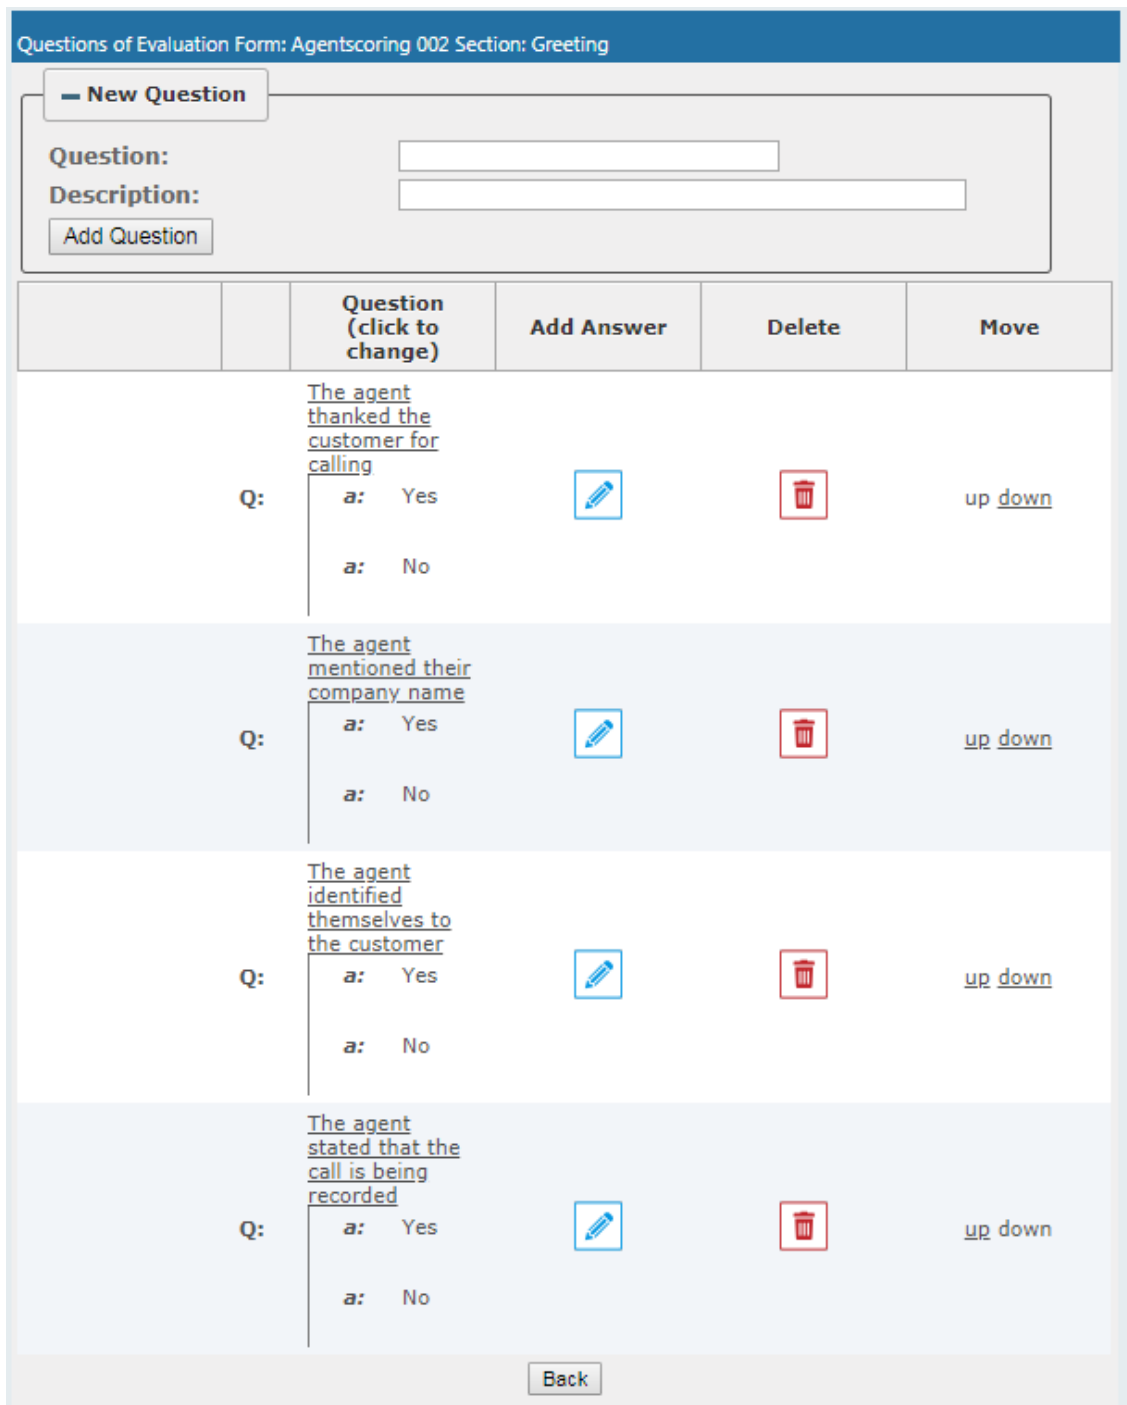 Questions of Evaluation Form: Agentscoring 002 Section: Greeting
New Question
Question:
Description:
Add Question
Question
(click to
change)
Add Answer
Delete
Move
The agent
thanked the
customer for
calling
Q:
a: Yes
up down
a: No
The agent
mentioned their
company name
Q:
a: Yes
up down
a: No
The agent
identified
themselves to
the customer
Q:
a: Yes
up down
a: No
The agent
stated that the
call is being
recorded
Q:
a: Yes
up down
a: No
Back